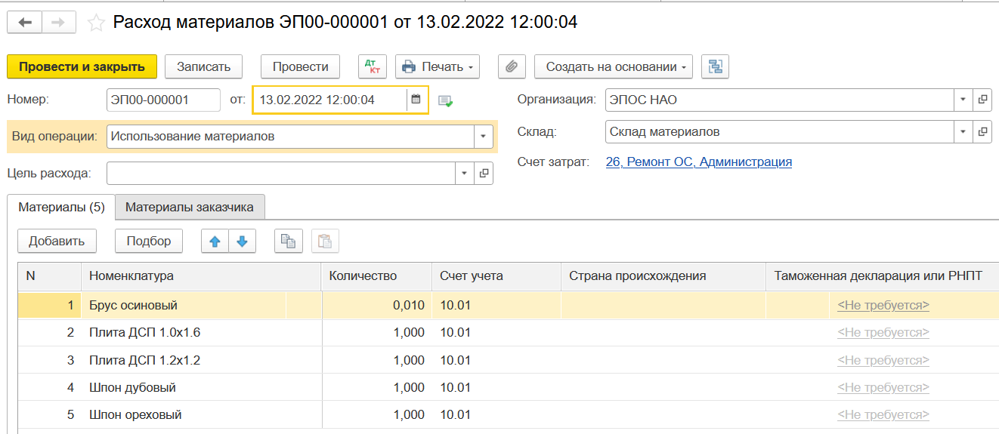 Расход материалов ЭП00-000001 от 13.02.2022 12:00:04
Провести и закрыть Записать Провести Дт Кт Печать Создать на основании
Номер: ЭП00-000001 от: 13.02.2022 12:00:04 Организация: ЭПОС НАО
Вид операции: Использование материалов Склад: Склад материалов
Счет затрат: 26, Ремонт ОС, Администрация
Цель расхода:
Материалы (5) Материалы заказчика
Добавить Подбор
N Номенклатура Количество Счет учета Страна происхождения Таможенная декларация или РНПТ
1 Брус осиновый 0,010 10.01 <Не требуется>
2 Плита ДСП 1.0х1.6 1,000 10.01 <Не требуется>
3 Плита ДСП 1.2х1.2 1,000 10.01 <Не требуется>
4 Шпон дубовый 1,000 10.01 <Не требуется>
5 Шпон ореховый 1,000 10.01 <Не требуется>